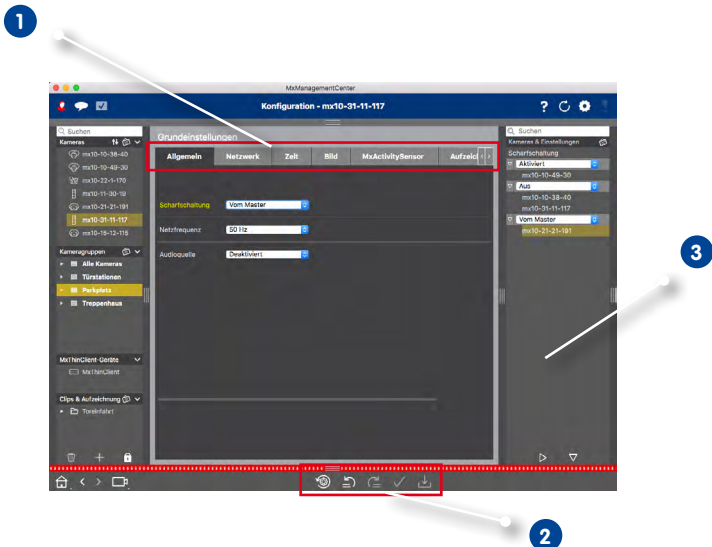 1
MxManagementCenter
Konfiguration - mx10-31-11-117
?
Suchen
Kameras
mx10-10-38-40
mx10-10-49-30
mx10-22-1-170
mx10-11-30-19
mx10-21-21-191
mx10-31-11-117
mx10-15-12-115
Kameragruppen
Alle Kameras
Türstationen
Parkplatz
Treppenhaus
MxThinClient-Geräte
MxThinClient
Clips & Aufzeichnung
Toreinfahrt
Grundeinstellungen
Allgemein Netzwerk Zeit Bild MxActivitySensor Aufzeic
Scharfschaltung Vom Master
Netzfrequenz 50 Hz
Audioquelle Deaktiviert
Suchen
Kameras & Einstellungen
Scharfschaltung
Aktiviert
mx10-10-49-30
Aus
mx10-10-38-40
mx10-31-11-117
Vom Master
mx10-21-21-191
3
2